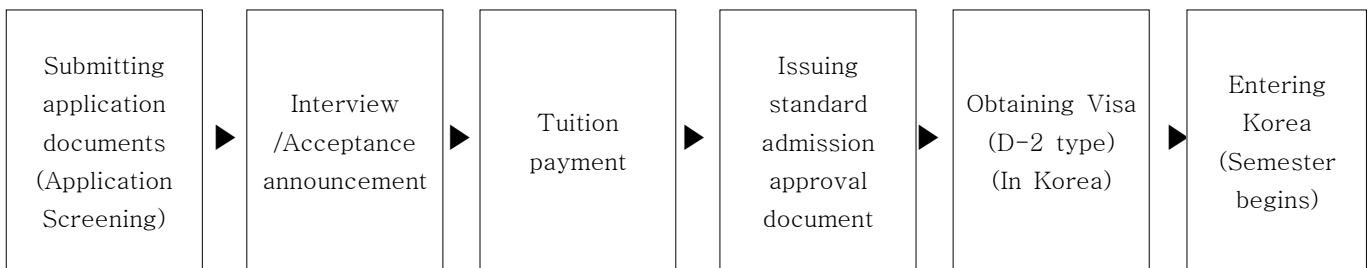 Submitting
application
documents
(Application
Screening)
Interview
/Acceptance
announcement
Tuition
payment
Issuing
standard
admission
approval
document
Obtaining Visa
(D-2 type)
(In Korea)
Entering
Korea
(Semester
begins)